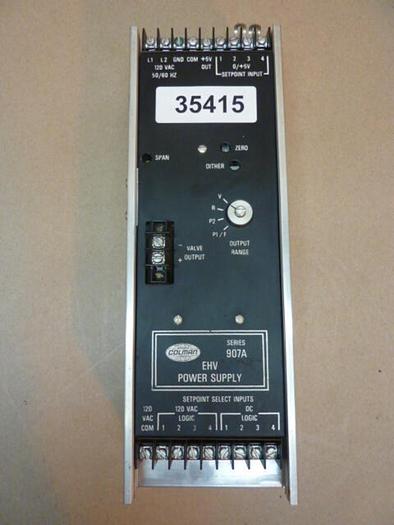 L1 L2 GND COM +5V 1 2 3 4
120 VAC OUT 0/+5V
50/60 HZ SETPOINT INPUT
35415
ZERO
SPAN
DITHER
V
R
P2
P1/F
- VALVE OUTPUT
+ OUTPUT RANGE
COLMAN
SERIES
907A
EHV
POWER SUPPLY
SETPOINT SELECT INPUTS
120 120 VAC DC
VAC LOGIC LOGIC
COM 1 2 3 4 1 2 3 4